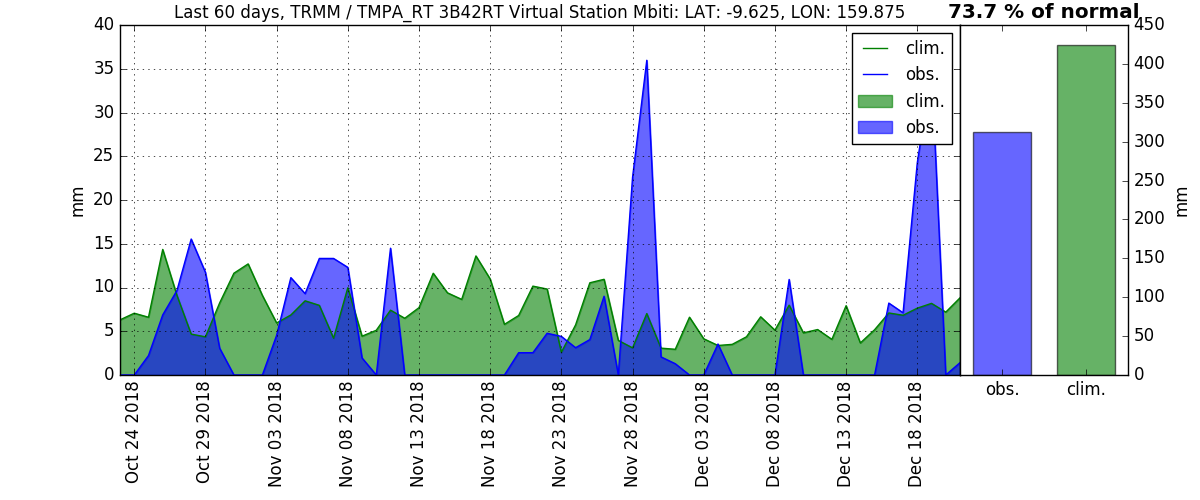 Last 60 days, TRMM / TMPA_RT 3B42RT Virtual Station Mbiti: LAT: -9.625, LON: 159.875
73.7 % of normal
40
35
30
25
20
15
10
5
0
mm
clim.
obs.
clim.
obs.
450
400
350
300
250
200
150
100
50
0
mm
obs.
clim.
Oct 24 2018
Oct 29 2018
Nov 03 2018
Nov 08 2018
Nov 13 2018
Nov 18 2018
Nov 23 2018
Nov 28 2018
Dec 03 2018
Dec 08 2018
Dec 13 2018
Dec 18 2018